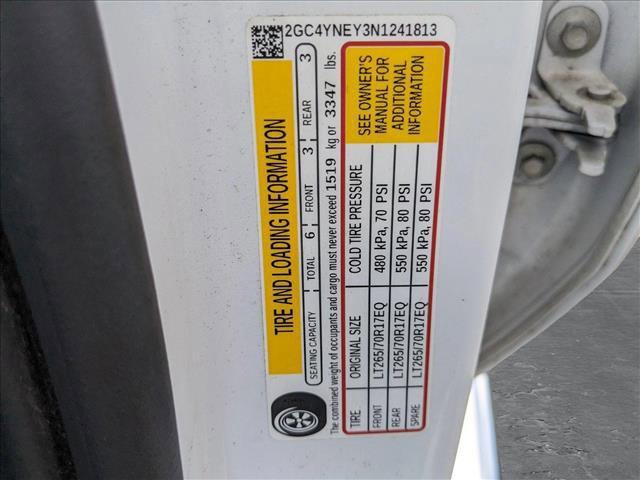 2GC4YNEY3N1241813
TIRE AND LOADING INFORMATION
SEATING CAPACITY TOTAL 6 FRONT 3 REAR 3
The combined weight of occupants and cargo must never exceed 1519 kg or 3347 lbs.
TIRE ORIGINAL SIZE COLD TIRE PRESSURE
FRONT LT265/70R17EQ 480 kPa, 70 PSI
REAR LT265/70R17EQ 550 kPa, 80 PSI
SPARE LT265/70R17EQ 550 kPa, 80 PSI
SEE OWNER'S
MANUAL FOR
ADDITIONAL
INFORMATION